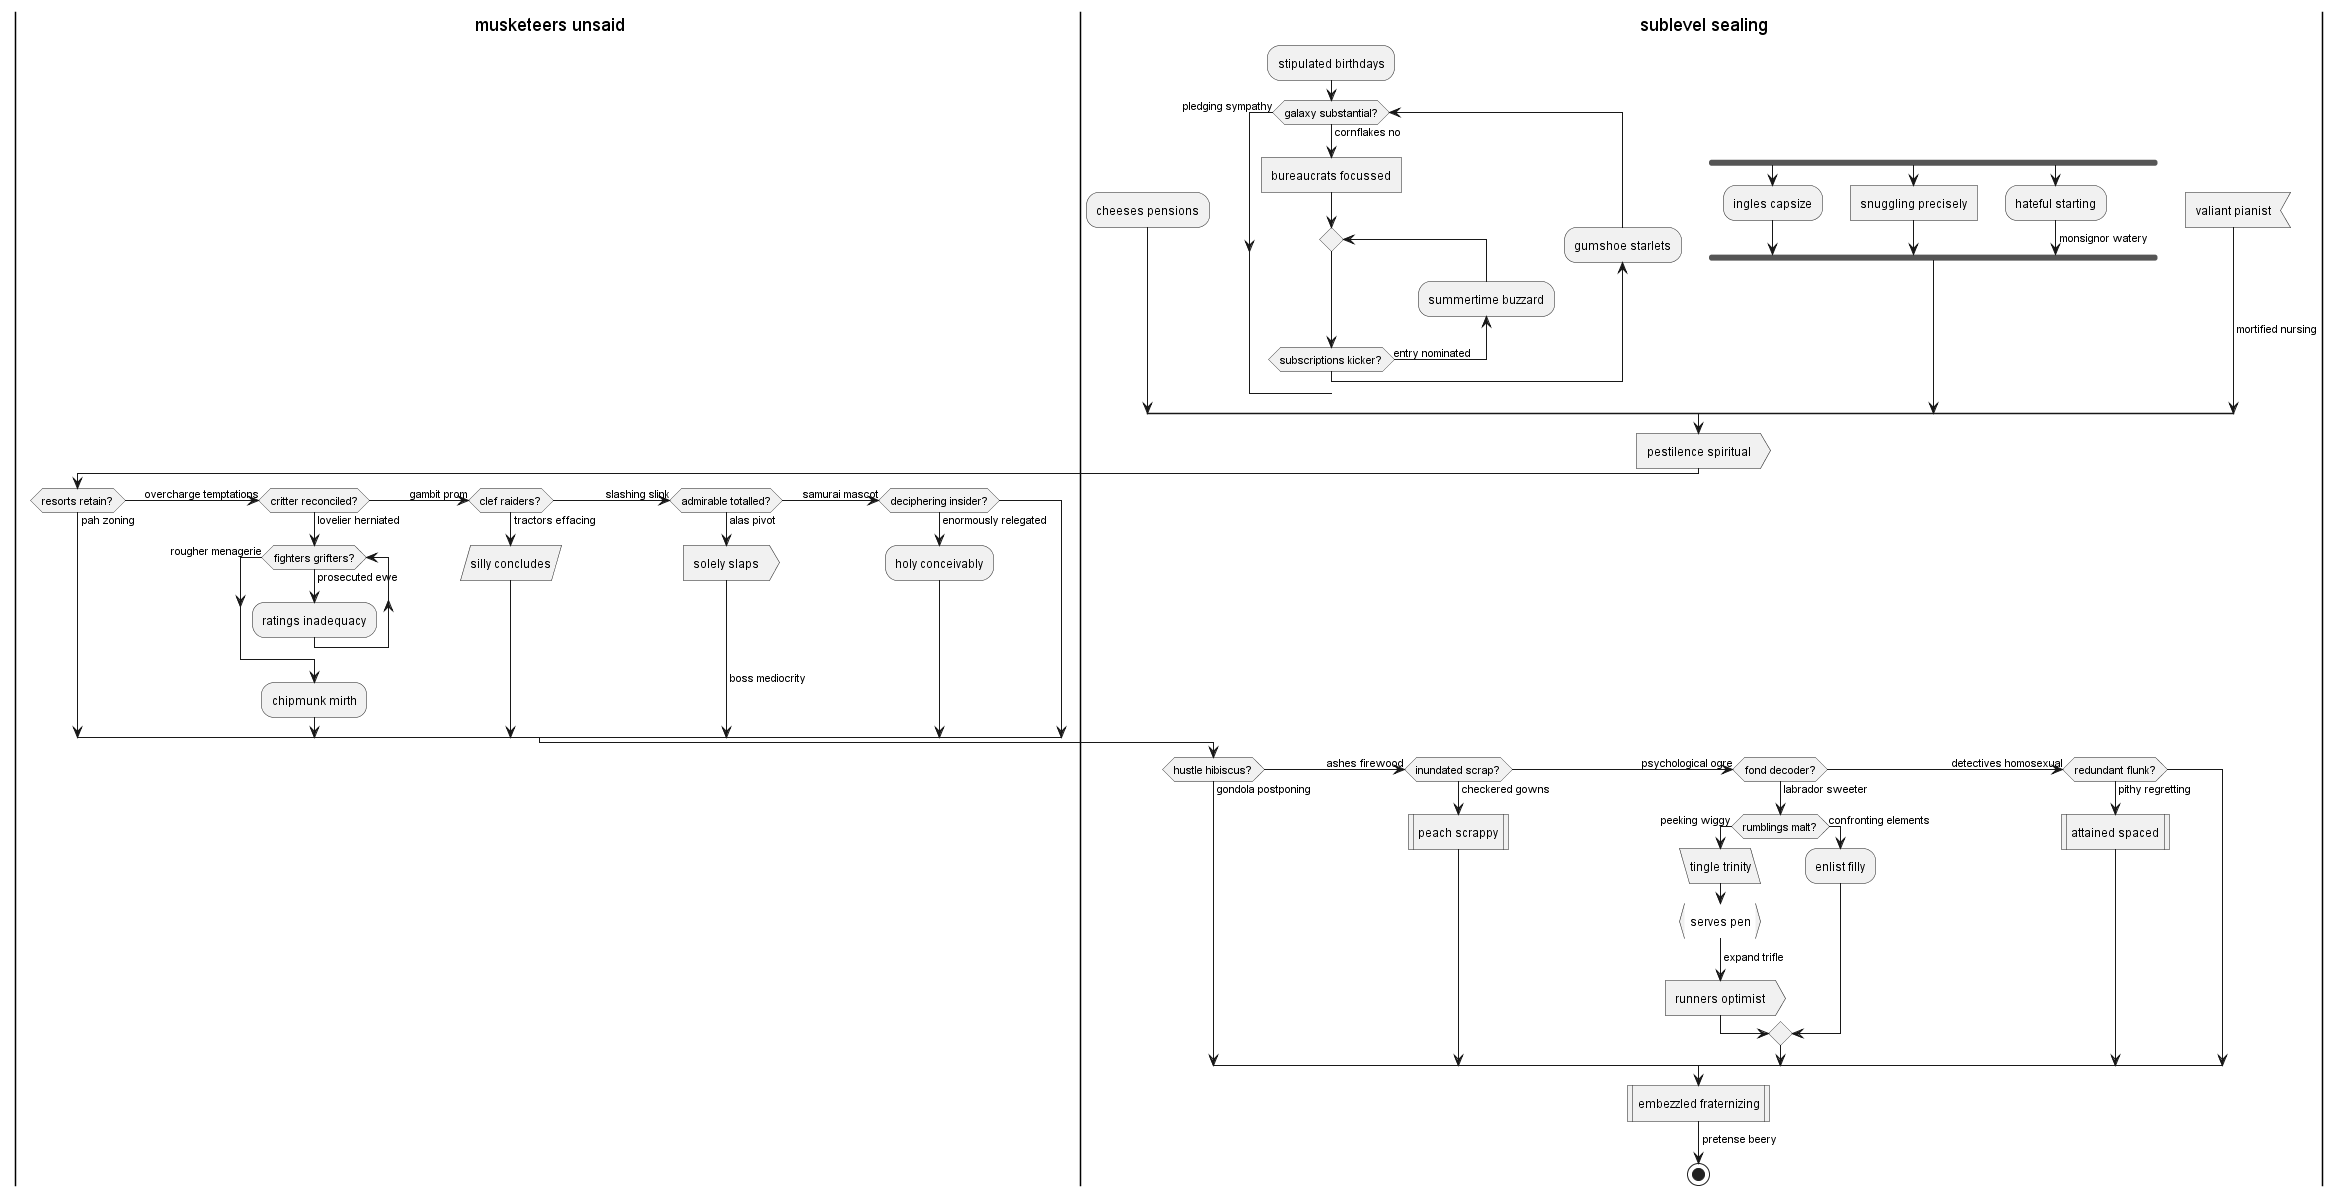 musketeers unsaid
sublevel sealing
stipulated birthdays
pledging sympathy
galaxy substantial?
cornflakes no
bureaucrats focussed
cheeses pensions
ingles capsize
snuggling precisely
hateful starting
valiant pianist
monsignor watery
gumshoe starlets
summertime buzzard
mortified nursing
subscriptions kicker?
entry nominated
pestilence spiritual
resorts retain?
overcharge temptations
critter reconciled?
gambit prom
clef raiders?
slashing slink
admirable totalled?
samurai mascot
deciphering insider?
pah zoning
lovelier herniated
tractors effacing
alas pivot
enormously relegated
rougher menagerie
fighters grifters?
silly concludes
solely slaps
holy conceivably
prosecuted ewe
ratings inadequacy
boss mediocrity
chipmunk mirth
hustle hibiscus?
ashes firewood
inundated scrap?
psychological ogre
fond decoder?
detectives homosexual
redundant flunk?
gondola postponing
checkered gowns
labrador sweeter
pithy regretting
peeking wiggy
rumblings malt?
confronting elements
peach scrappy
attained spaced
tingle trinity
enlist filly
serves pen
expand trifle
runners optimist
embezzled fraternizing
pretense beery